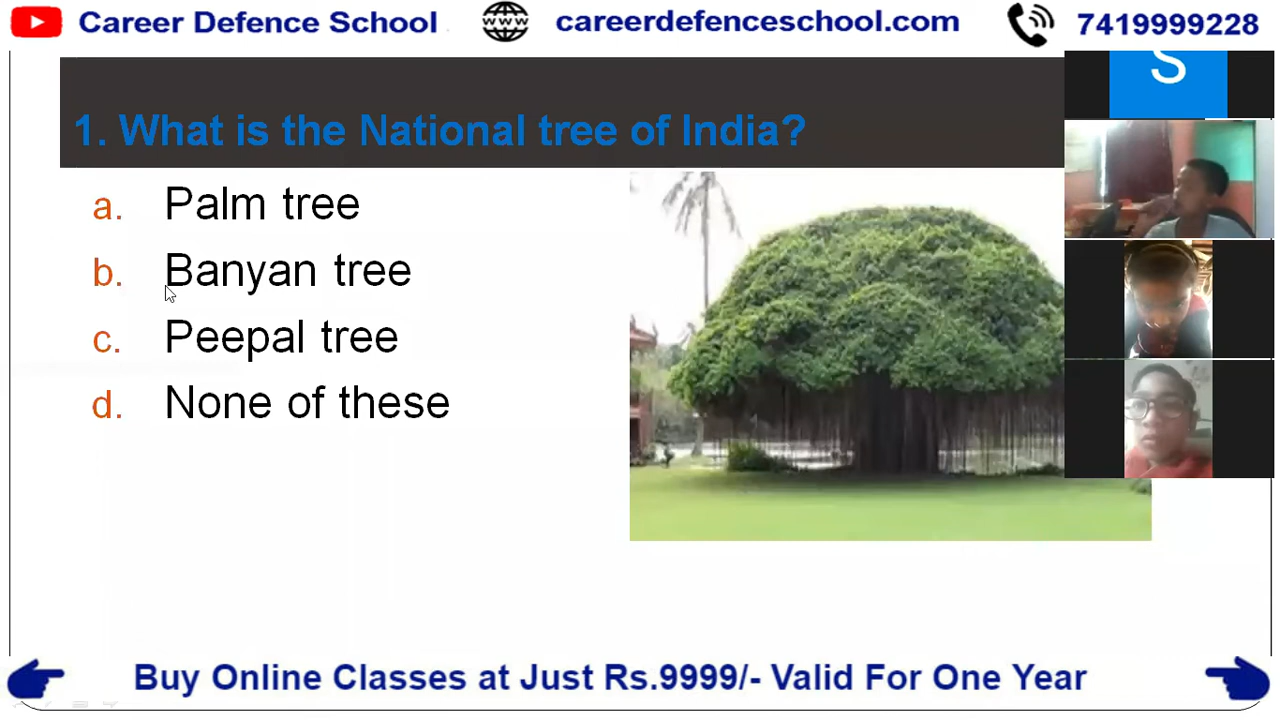 Career Defence School
WWW
careerdefenceschool.com
7419999228
S
1. What is the National tree of India?
a. Palm tree
b. Banyan tree
c. Peepal tree
d. None of these
Buy Online Classes at Just Rs.9999/- Valid For One Year